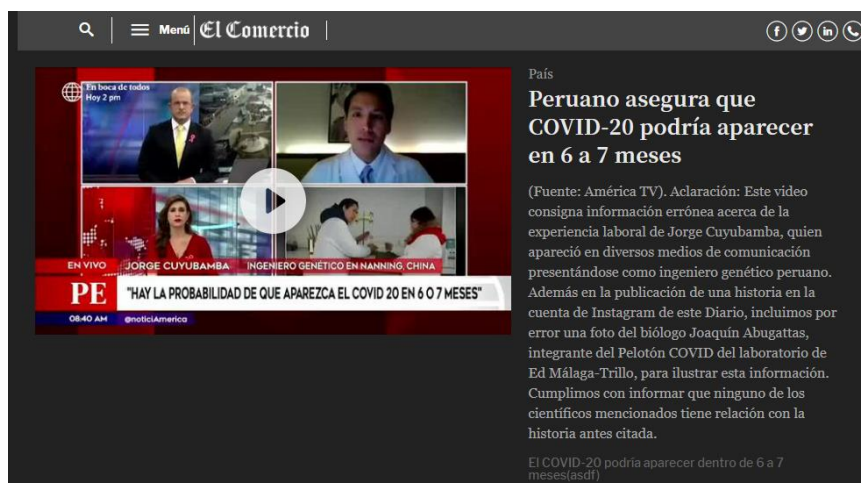 Menú El Comercio
En boca de todos
Hoy 2 pm
EN VIVO JORGE CUYUBAMBA INGENIERO GENÉTICO EN NANNING, CHINA
PE "HAY LA PROBABILIDAD DE QUE APAREZCA EL COVID 20 EN 6 O 7 MESES"
08:40 AM @noticiAmerica
País
Peruano asegura que
COVID-20 podría aparecer
en 6 a 7 meses
(Fuente: América TV). Aclaración: Este video
consigna información errónea acerca de la
experiencia laboral de Jorge Cuyubamba, quien
apareció en diversos medios de comunicación
presentándose como ingeniero genético peruano.
Además en la publicación de una historia en la
cuenta de Instagram de este Diario, incluimos por
error una foto del biólogo Joaquín Abugattas,
integrante del Pelotón COVID del laboratorio de
Ed Málaga-Trillo, para ilustrar esta información.
Cumplimos con informar que ninguno de los
científicos mencionados tiene relación con la
historia antes citada.
El COVID-20 podría aparecer dentro de 6 a 7
meses(asdf)